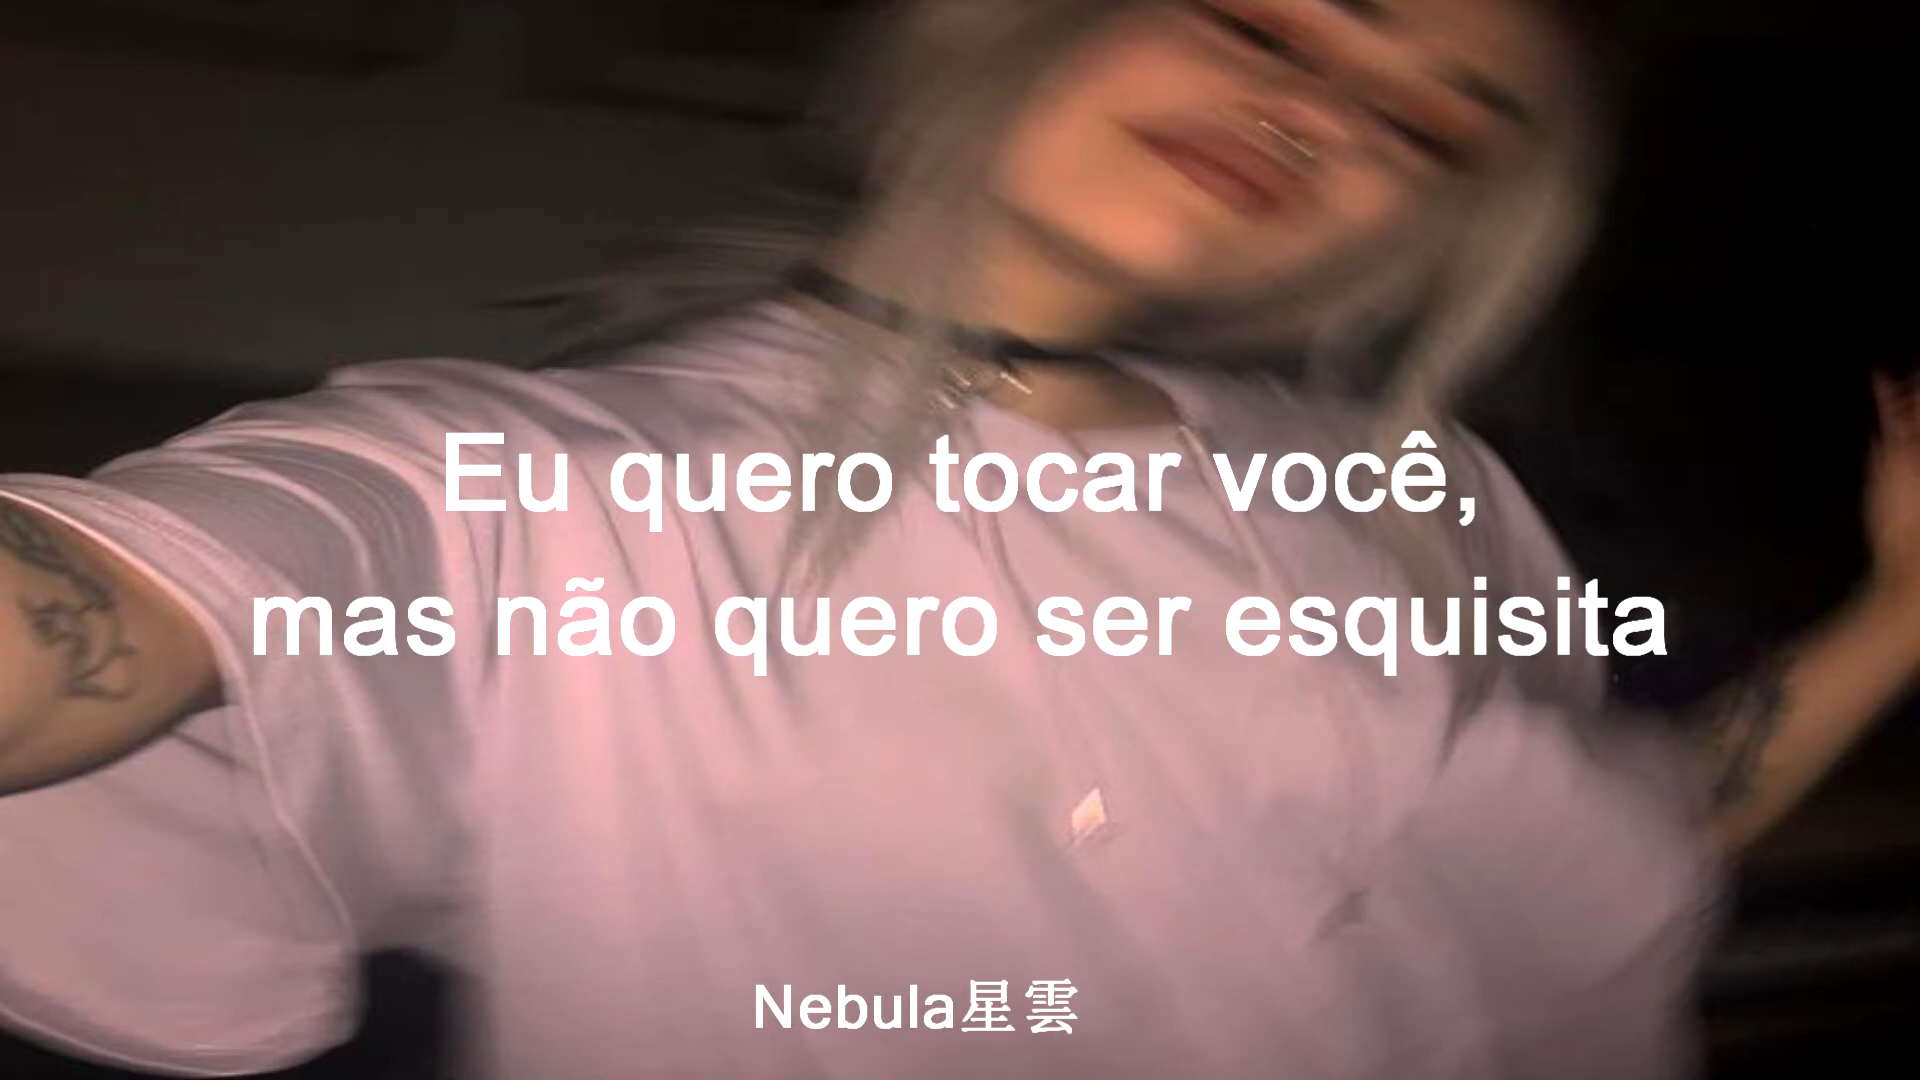 Eu quero tocar você,
mas não quero ser esquisita
Nebula星雲